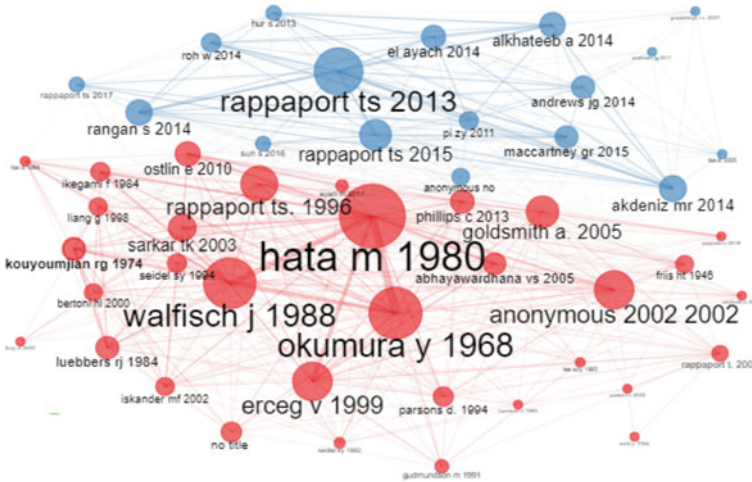 hur s 2013
roh w 2014
el ayach 2014
alkhateeb a 2014
rappaport ts 2017
rappaport ts 2013
andrews jg 2014
rangan s 2014
pi zy 2011
sun s 2016
rappaport ts 2015
maccartney gr 2015
ostlin e 2010
ikegami f 1984
anonymous no
akdeniz mr 2014
rappaport ts. 1996
liang g 1998
phillips c 2013
goldsmith a. 2005
sarkar tk 2003
hata m 1980
kouyoumjian rg 1974
seidel sy 1994
abhayawardhana vs 2005
friis ht 1946
bertoni hl 2000
walfisch j 1988
anonymous 2002 2002
okumura y 1968
luebbers rj 1984
rappaport t. 200
iskander mf 2002
erceg v 1999
parsons d. 1994
no title
seidel sy 1992
gudmundson m 1991